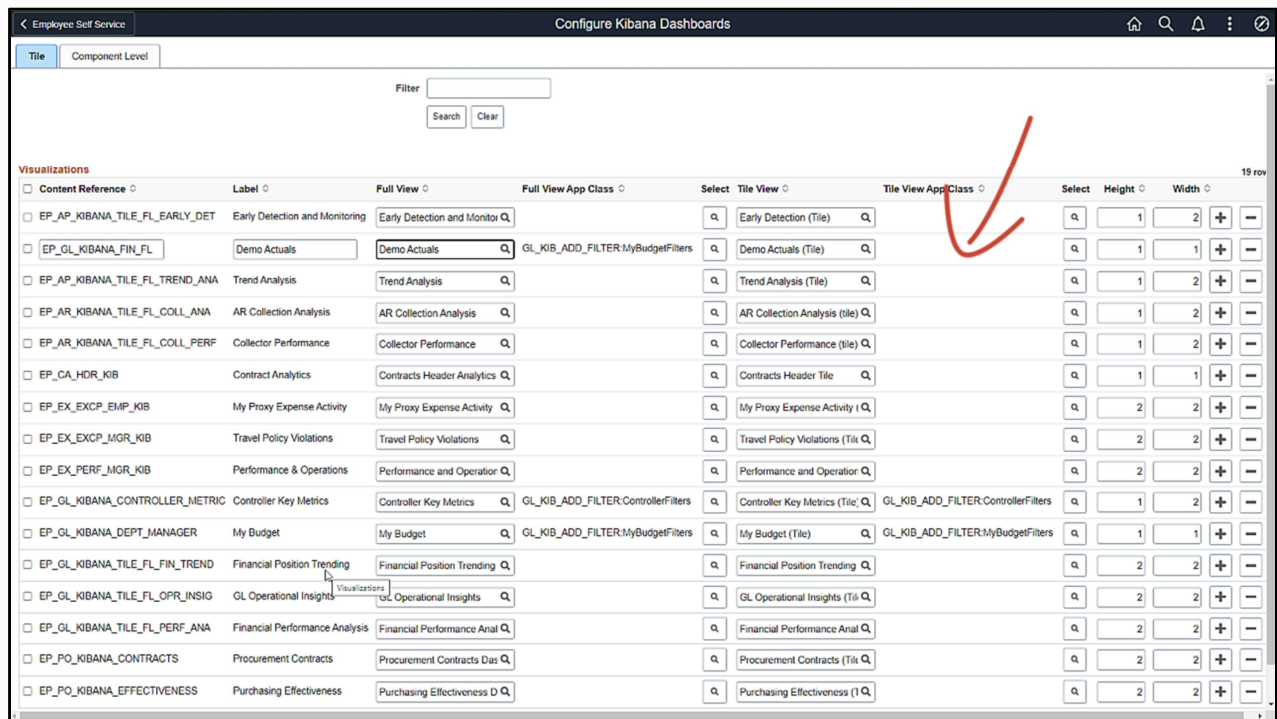 Employee Self Service
Configure Kibana Dashboards
Tile
Component Level
Filter
Search Clear
Visualizations
19 row
Content Reference Label Full View Full View App Class Select Tile View Tile View App Class Select Height Width
EP_AP_KIBANA_TILE_FL_EARLY_DET Early Detection and Monitoring Early Detection and Monitor Early Detection (Tile) 1 2
EP_GL_KIBANA_FIN_FL Demo Actuals Demo Actuals GL_KIB_ADD_FILTER:MyBudgetFilters Demo Actuals (Tile) 1 1
EP_AP_KIBANA_TILE_FL_TREND_ANA Trend Analysis Trend Analysis Trend Analysis (Tile) 1 2
EP_AR_KIBANA_TILE_FL_COLL_ANA AR Collection Analysis AR Collection Analysis AR Collection Analysis (tile) 1 2
EP_AR_KIBANA_TILE_FL_COLL_PERF Collector Performance Collector Performance Collector Performance (tile) 1 2
EP_CA_HDR_KIB Contract Analytics Contracts Header Analytics Contracts Header Tile 1 1
EP_EX_EXCP_EMP_KIB My Proxy Expense Activity My Proxy Expense Activity My Proxy Expense Activity ( 2 2
EP_EX_EXCP_MGR_KIB Travel Policy Violations Travel Policy Violations Travel Policy Violations (Tile 2 2
EP_EX_PERF_MGR_KIB Performance & Operations Performance and Operation Performance and Operation 2 2
EP_GL_KIBANA_CONTROLLER_METRIC Controller Key Metrics Controller Key Metrics GL_KIB_ADD_FILTER:ControllerFilters Controller Key Metrics (Tile) GL_KIB_ADD_FILTER:ControllerFilters 1 2
EP_GL_KIBANA_DEPT_MANAGER My Budget My Budget GL_KIB_ADD_FILTER:MyBudgetFilters My Budget (Tile) GL_KIB_ADD_FILTER:MyBudgetFilters 1 1
EP_GL_KIBANA_TILE_FL_FIN_TREND Financial Position Trending Financial Position Trending Financial Position Trending 2 2
Visualizations
EP_GL_KIBANA_TILE_FL_OPR_INSIG GL Operational Insights GL Operational Insights GL Operational Insights (Til 2 2
EP_GL_KIBANA_TILE_FL_PERF_ANA Financial Performance Analysis Financial Performance Anal Financial Performance Anal 2 2
EP_PO_KIBANA_CONTRACTS Procurement Contracts Procurement Contracts Das Procurement Contracts (Tile 2 2
EP_PO_KIBANA_EFFECTIVENESS Purchasing Effectiveness Purchasing Effectiveness D Purchasing Effectiveness (T 2 2